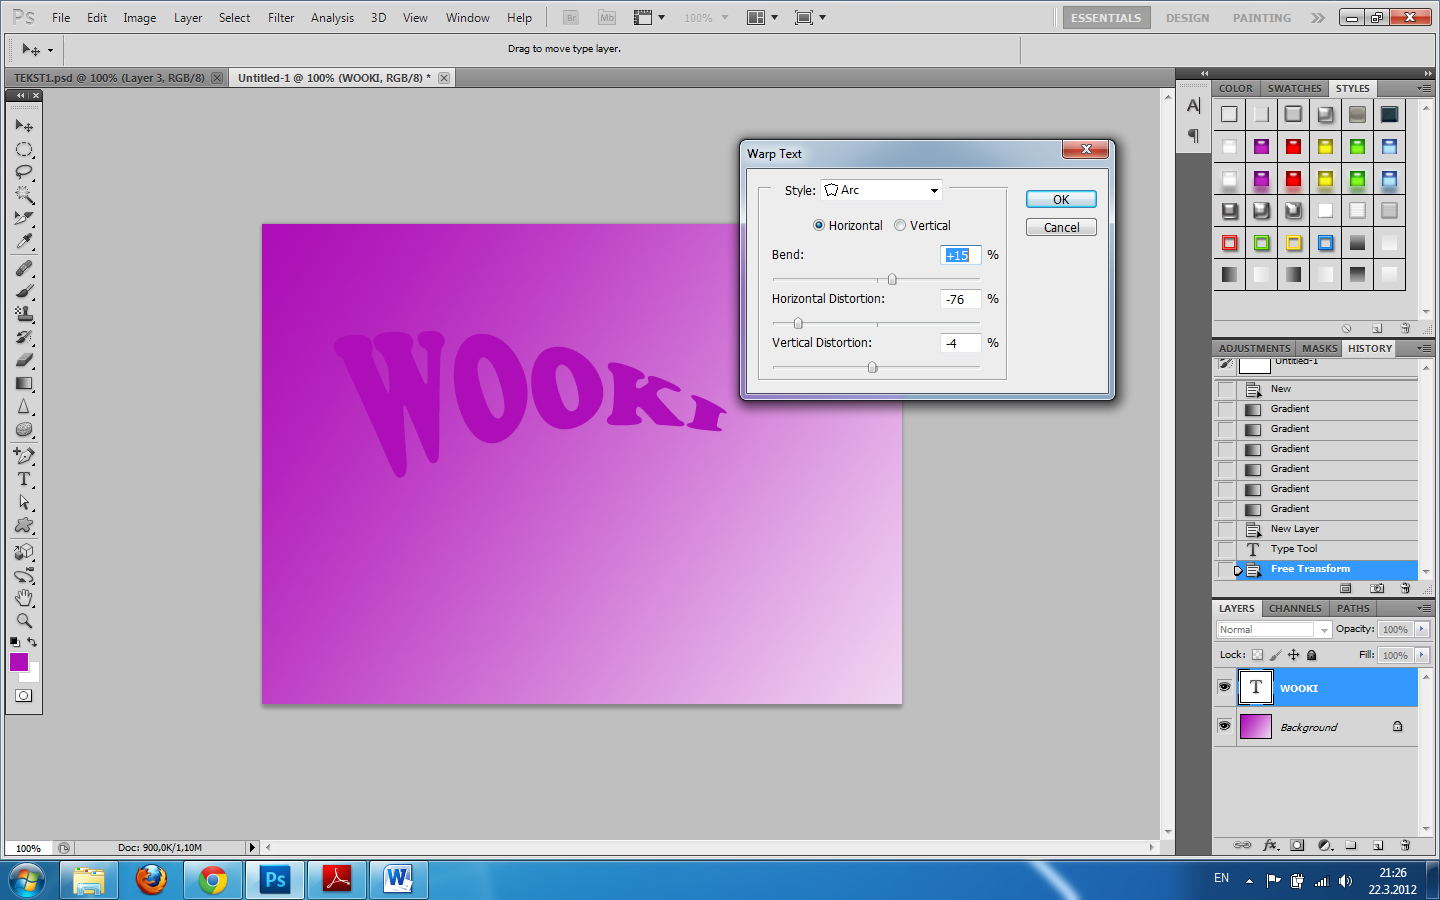 Ps File Edit Image Layer Select Filter Analysis 3D View Window Help Br Mb 100% ESSENTIALS DESIGN PAINTING
Drag to move type layer.
TEKST1.psd @ 100% (Layer 3, RGB/8) Untitled-1 @ 100% (WOOKI, RGB/8) *
WOOKI
Warp Text
Style: Arc
OK
Horizontal Vertical
Cancel
Bend: +15 %
Horizontal Distortion: -76 %
Vertical Distortion: -4 %
A
COLOR SWATCHES STYLES
ADJUSTMENTS MASKS HISTORY
Untitled-1
New
Gradient
Gradient
Gradient
Gradient
Gradient
Gradient
New Layer
Type Tool
Free Transform
LAYERS CHANNELS PATHS
Normal Opacity: 100%
Lock: Fill: 100%
T WOOKI
Background
100% Doc: 900,0K/1,10M
Ps W
EN 21:26
22.3.2012